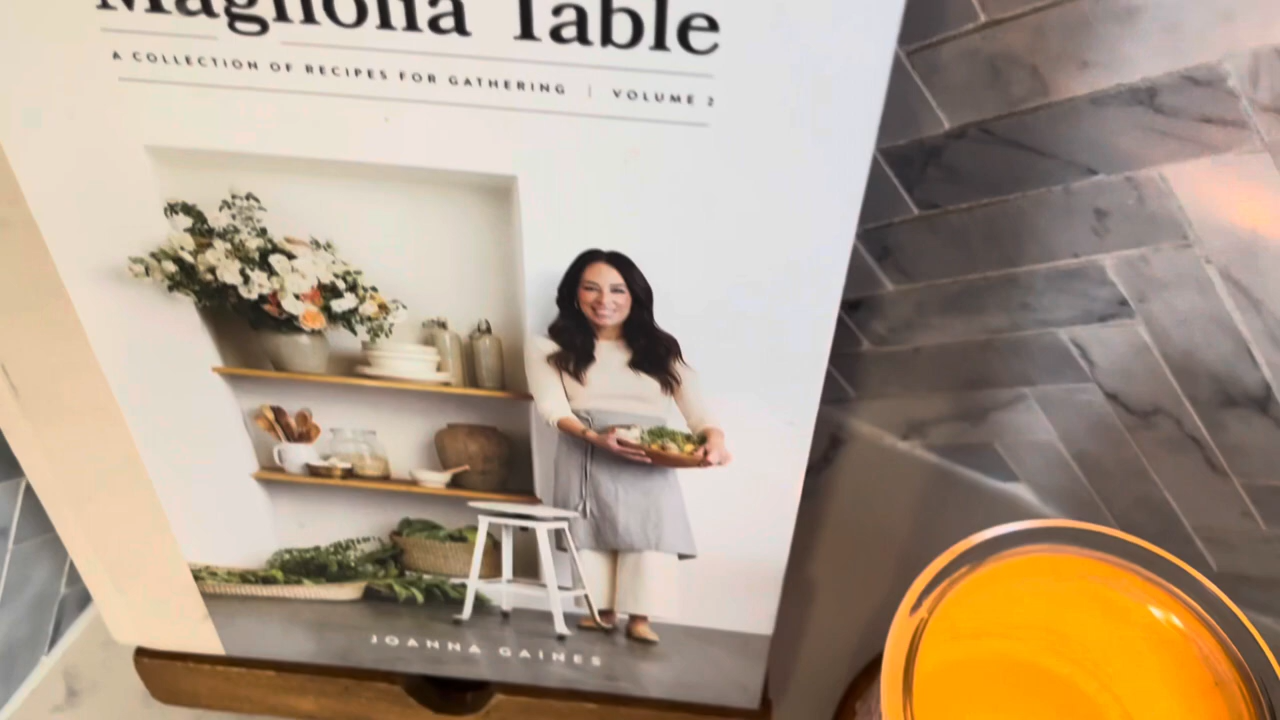 Magnolia Table
A COLLECTION OF RECIPES FOR GATHERING | VOLUME 2
JOANNA GAINES